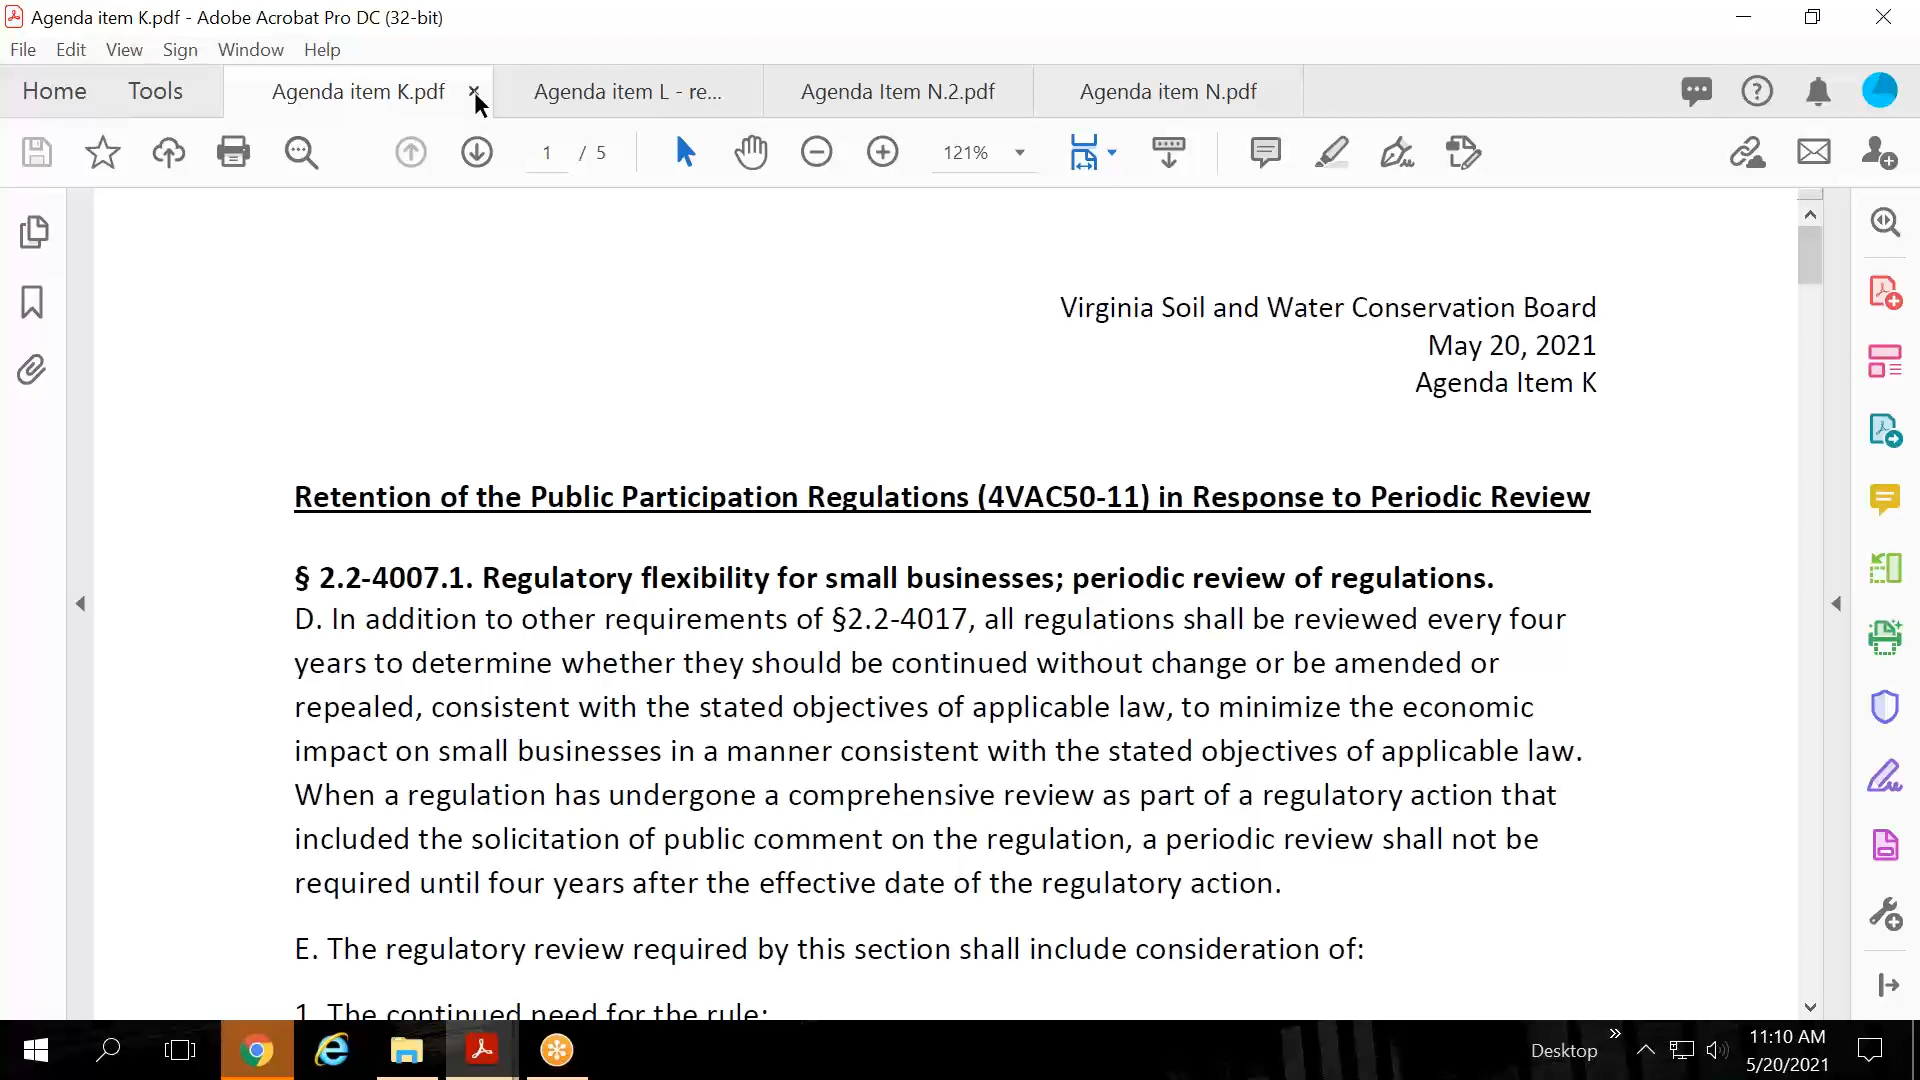 Agenda item K.pdf - Adobe Acrobat Pro DC (32-bit)
File Edit View Sign Window Help
Home Tools Agenda item K.pdf Agenda item L - re... Agenda Item N.2.pdf Agenda item N.pdf
1 / 5 121%
Virginia Soil and Water Conservation Board
May 20, 2021
Agenda Item K
Retention of the Public Participation Regulations (4VAC50-11) in Response to Periodic Review
§ 2.2-4007.1. Regulatory flexibility for small businesses; periodic review of regulations.
D. In addition to other requirements of §2.2-4017, all regulations shall be reviewed every four
years to determine whether they should be continued without change or be amended or
repealed, consistent with the stated objectives of applicable law, to minimize the economic
impact on small businesses in a manner consistent with the stated objectives of applicable law.
When a regulation has undergone a comprehensive review as part of a regulatory action that
included the solicitation of public comment on the regulation, a periodic review shall not be
required until four years after the effective date of the regulatory action.
E. The regulatory review required by this section shall include consideration of:
1. The continued need for the rule;
Desktop
11:10 AM
5/20/2021